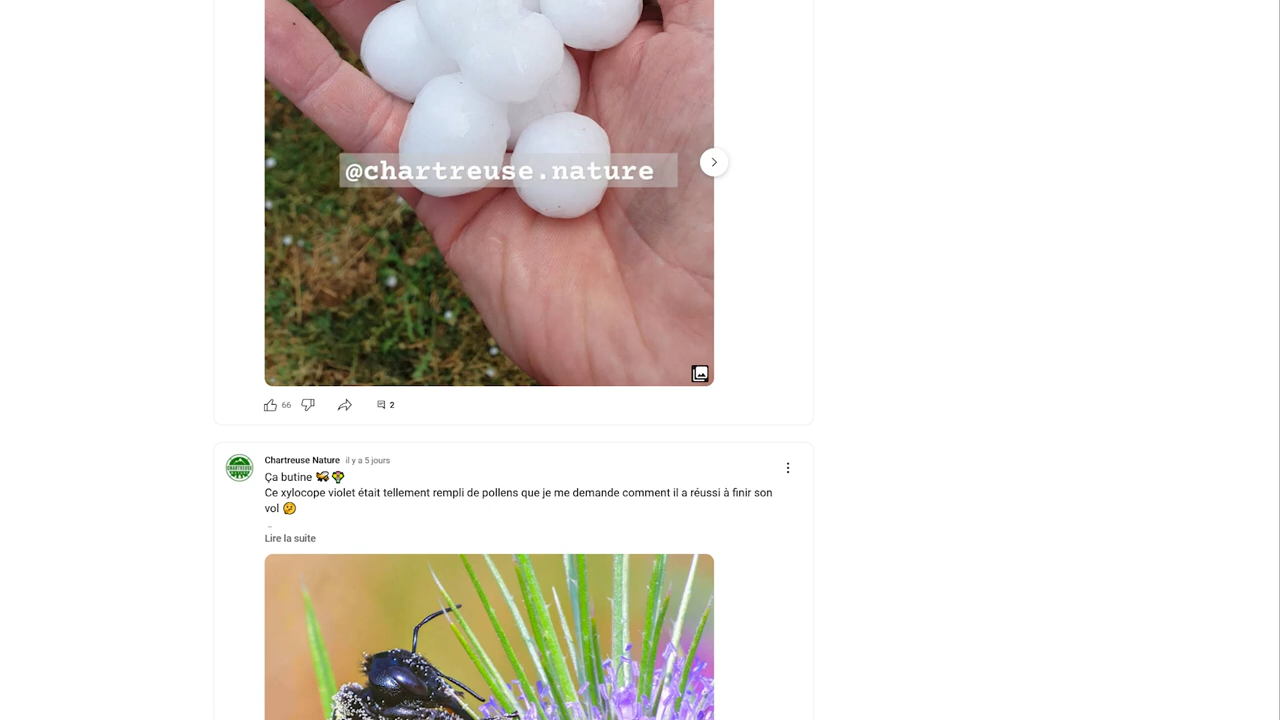 @chartreuse.nature
66
2
Chartreuse Nature il y a 5 jours
Ça butine 🐝💐
Ce xylocope violet était tellement rempli de pollens que je me demande comment il a réussi à finir son
vol 🤔
Lire la suite